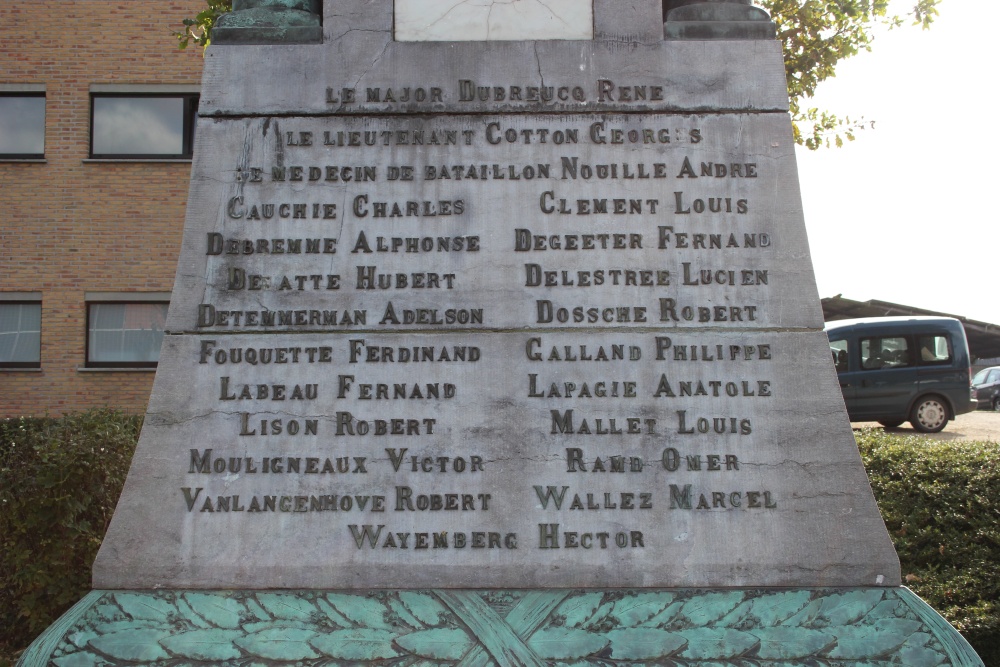 LE MAJOR DUBREUCQ RENE
LE LIEUTENANT COTTON GEORGES
LE MEDECIN DE BATAILLON NOUILLE ANDRE
CAUCHIE CHARLES CLEMENT LOUIS
DEBREMME ALPHONSE DEGEETER FERNAND
HUBERT DELESTREE LUCIEN
DETEMMERMAN ADELSON DOSSCHE ROBERT
FOUQUETTE FERDINAND GALLAND PHILIPPE
LABEAU FERNAND LAPAGIE ANATOLE
LISON ROBERT MALLET LOUIS
MOULIGNEAUX VICTOR RAMD OMER
VANLANGENHOVE ROBERT WALLEZ MARCEL
WAYEMBERG HECTOR